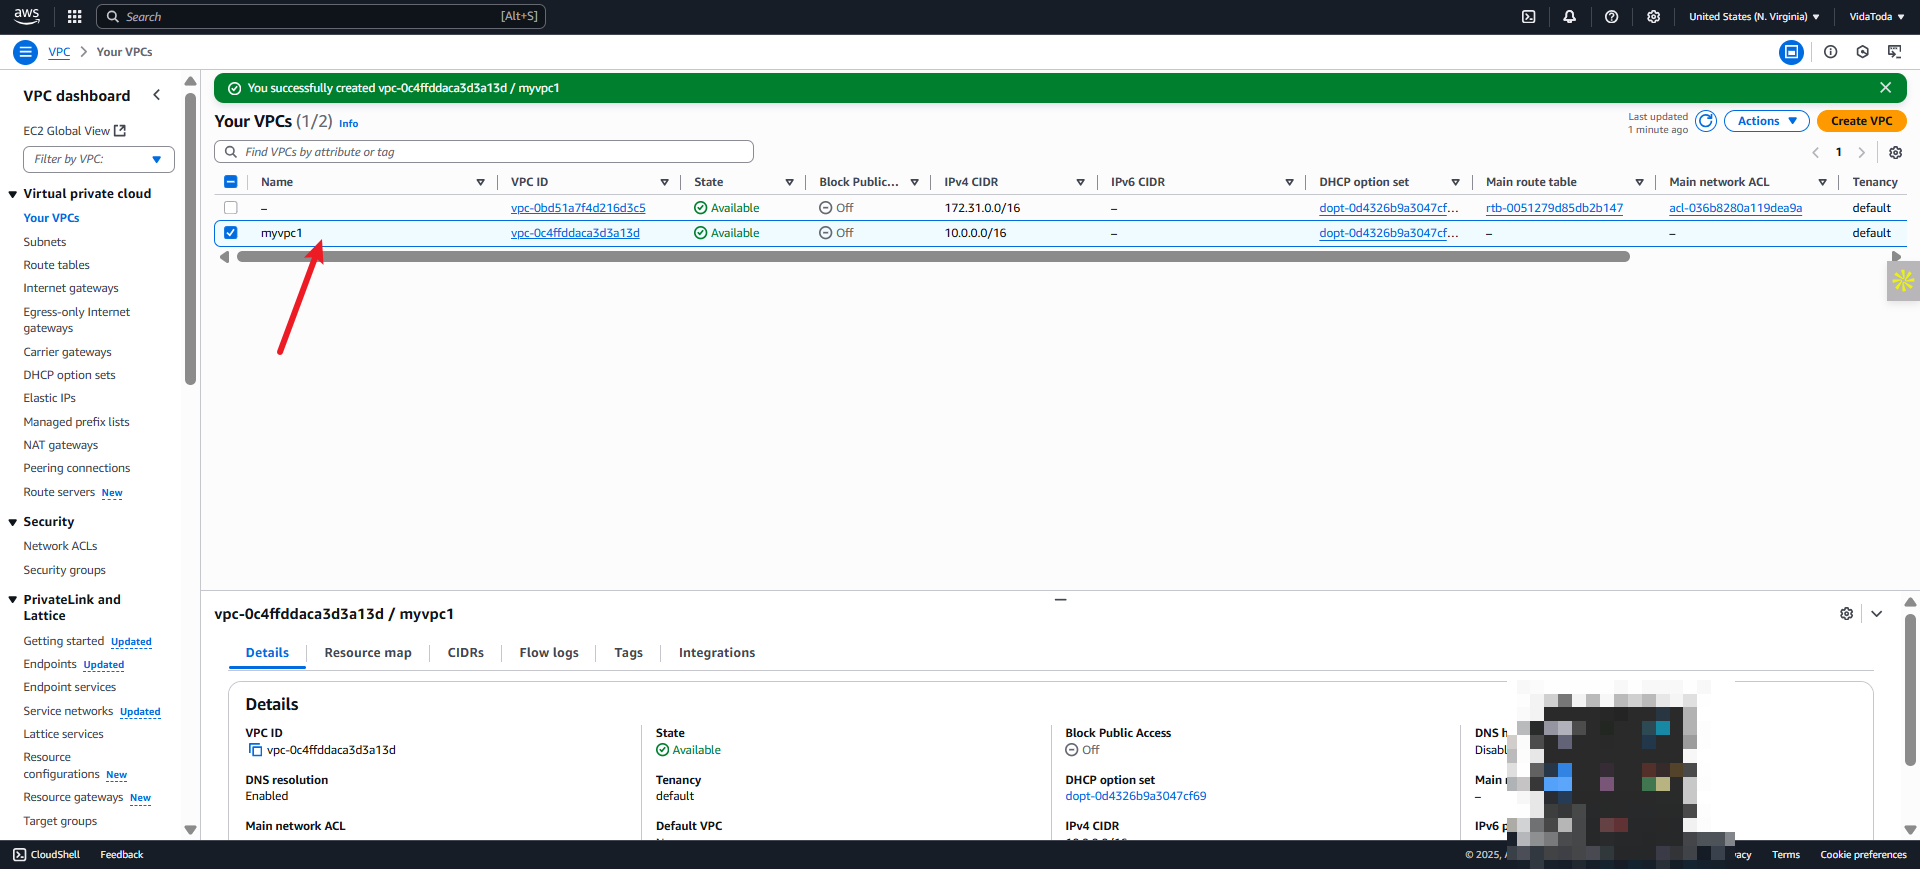 aws
Search
[Alt+S]
United States (N. Virginia)
VidaToda
VPC
Your VPCs
VPC dashboard
EC2 Global View
Filter by VPC:
Virtual private cloud
Your VPCs
Subnets
Route tables
Internet gateways
Egress-only Internet
gateways
Carrier gateways
DHCP option sets
Elastic IPs
Managed prefix lists
NAT gateways
Peering connections
Route servers New
Security
Network ACLs
Security groups
PrivateLink and
Lattice
Getting started Updated
Endpoints Updated
Endpoint services
Service networks Updated
Lattice services
Resource
configurations New
Resource gateways New
Target groups
You successfully created vpc-0c4ffddaca3d3a13d / myvpc1
Your VPCs (1/2) Info
Last updated
1 minute ago
Actions
Create VPC
Find VPCs by attribute or tag
1
Name VPC ID State Block Public... IPv4 CIDR IPv6 CIDR DHCP option set Main route table Main network ACL Tenancy
– vpc-0bd51a7f4d216d3c5 Available Off 172.31.0.0/16 – dopt-0d4326b9a3047cf... rtb-0051279d85db2b147 acl-036b8280a119dea9a default
myvpc1 vpc-0c4ffddaca3d3a13d Available Off 10.0.0.0/16 – dopt-0d4326b9a3047cf... – – default
vpc-0c4ffddaca3d3a13d / myvpc1
Details Resource map CIDRs Flow logs Tags Integrations
Details
VPC ID
vpc-0c4ffddaca3d3a13d
State
Available
Block Public Access
Off
DNS
DNS resolution
Enabled
Tenancy
default
DHCP option set
dopt-0d4326b9a3047cf69
Main
–
Main network ACL
Default VPC
IPv4 CIDR
IPv6
CloudShell
Feedback
© 2025,
Terms
Cookie preferences